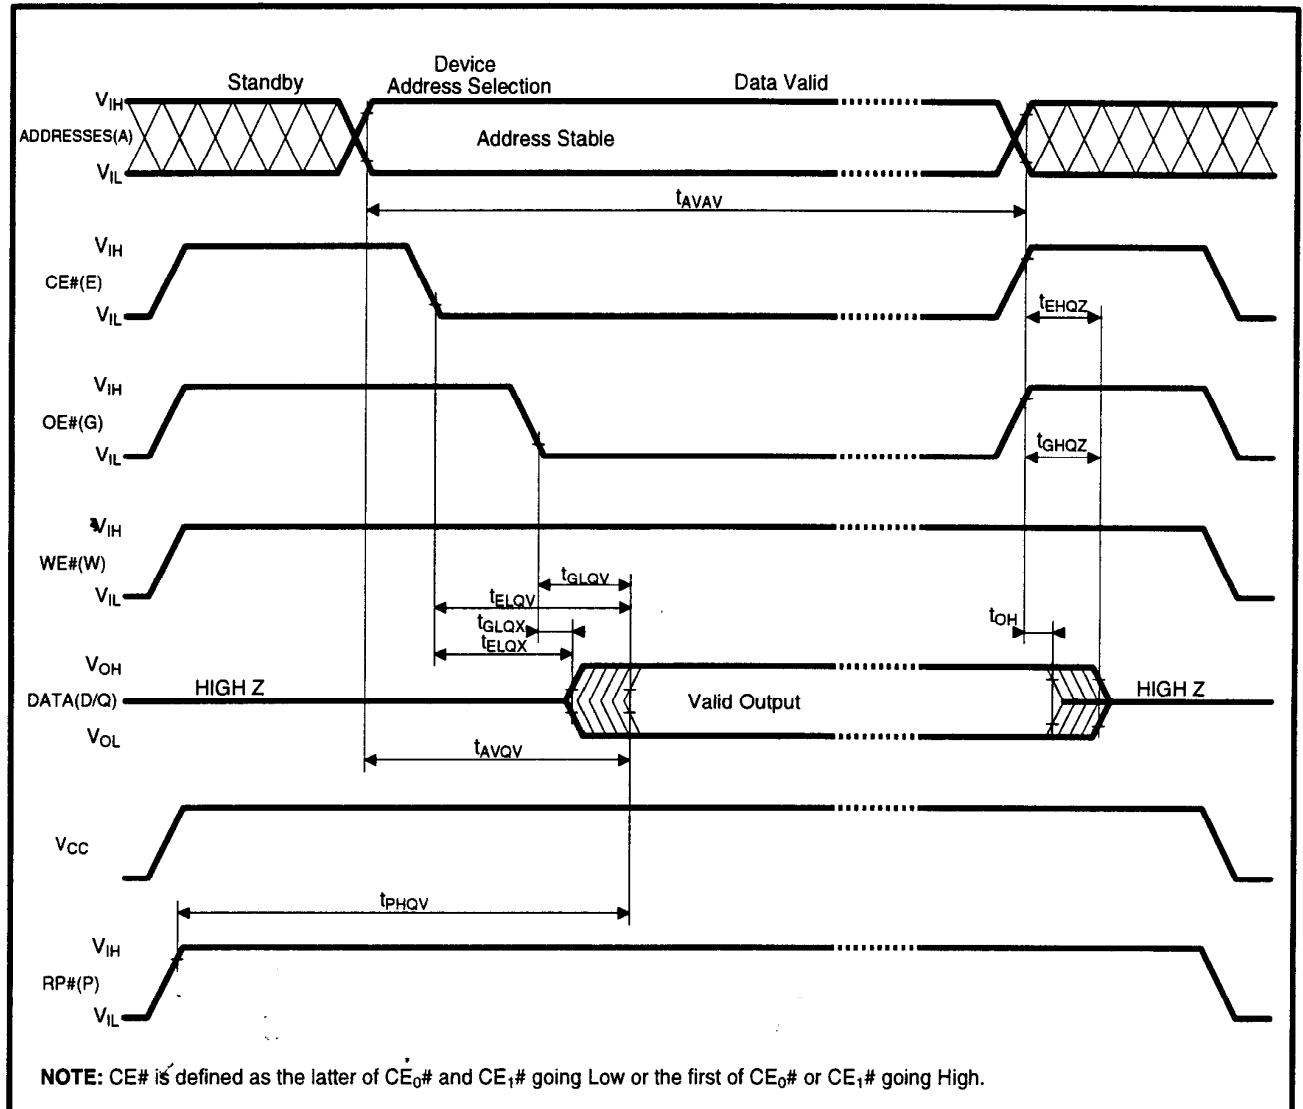 Standby
Device
Address Selection
Data Valid
VIH
ADDRESSES(A)
Address Stable
VIL
tAVAV
VIH
CE#(E)
VIL
tEHQZ
VIH
OE#(G)
VIL
tGHQZ
VIH
WE#(W)
VIL
tGLQV
tELQV
tGLQX
tELQX
tOH
VOH
DATA(D/Q)
HIGH Z
Valid Output
HIGH Z
VOL
tAVQV
VCC
tPHQV
VIH
RP#(P)
VIL
NOTE: CE# is defined as the latter of CE0# and CE1# going Low or the first of CE0# or CE1# going High.